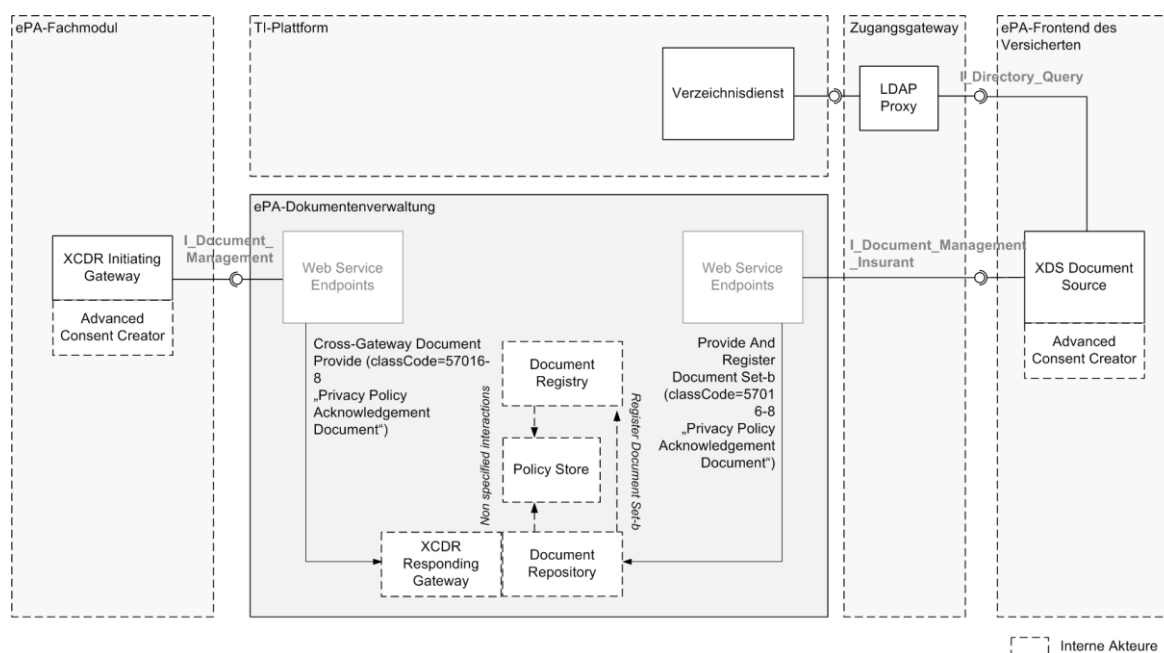 ePA-Fachmodul
TI-Plattform
Zugangsgateway
ePA-Frontend des
Versicherten
Verzeichnisdienst
LDAP
Proxy
I_Directory_Query
ePA-Dokumentenverwaltung
XCDR Initiating
Gateway
Advanced
Consent Creator
I_Document_
Management
Web Service
Endpoints
Web Service
Endpoints
I_Document_Management
_Insurant
XDS Document
Source
Advanced
Consent Creator
Cross-Gateway Document
Provide (classCode=57016-
8
„Privacy Policy
Acknowledgement
Document“)
Document
Registry
Non specified interactions
Policy Store
Register Document Set-b
Provide And
Register
Document Set-b
(classCode=5701
6-8
„Privacy Policy
Acknowledgement
Document“)
XCDR
Responding
Gateway
Document
Repository
Interne Akteure